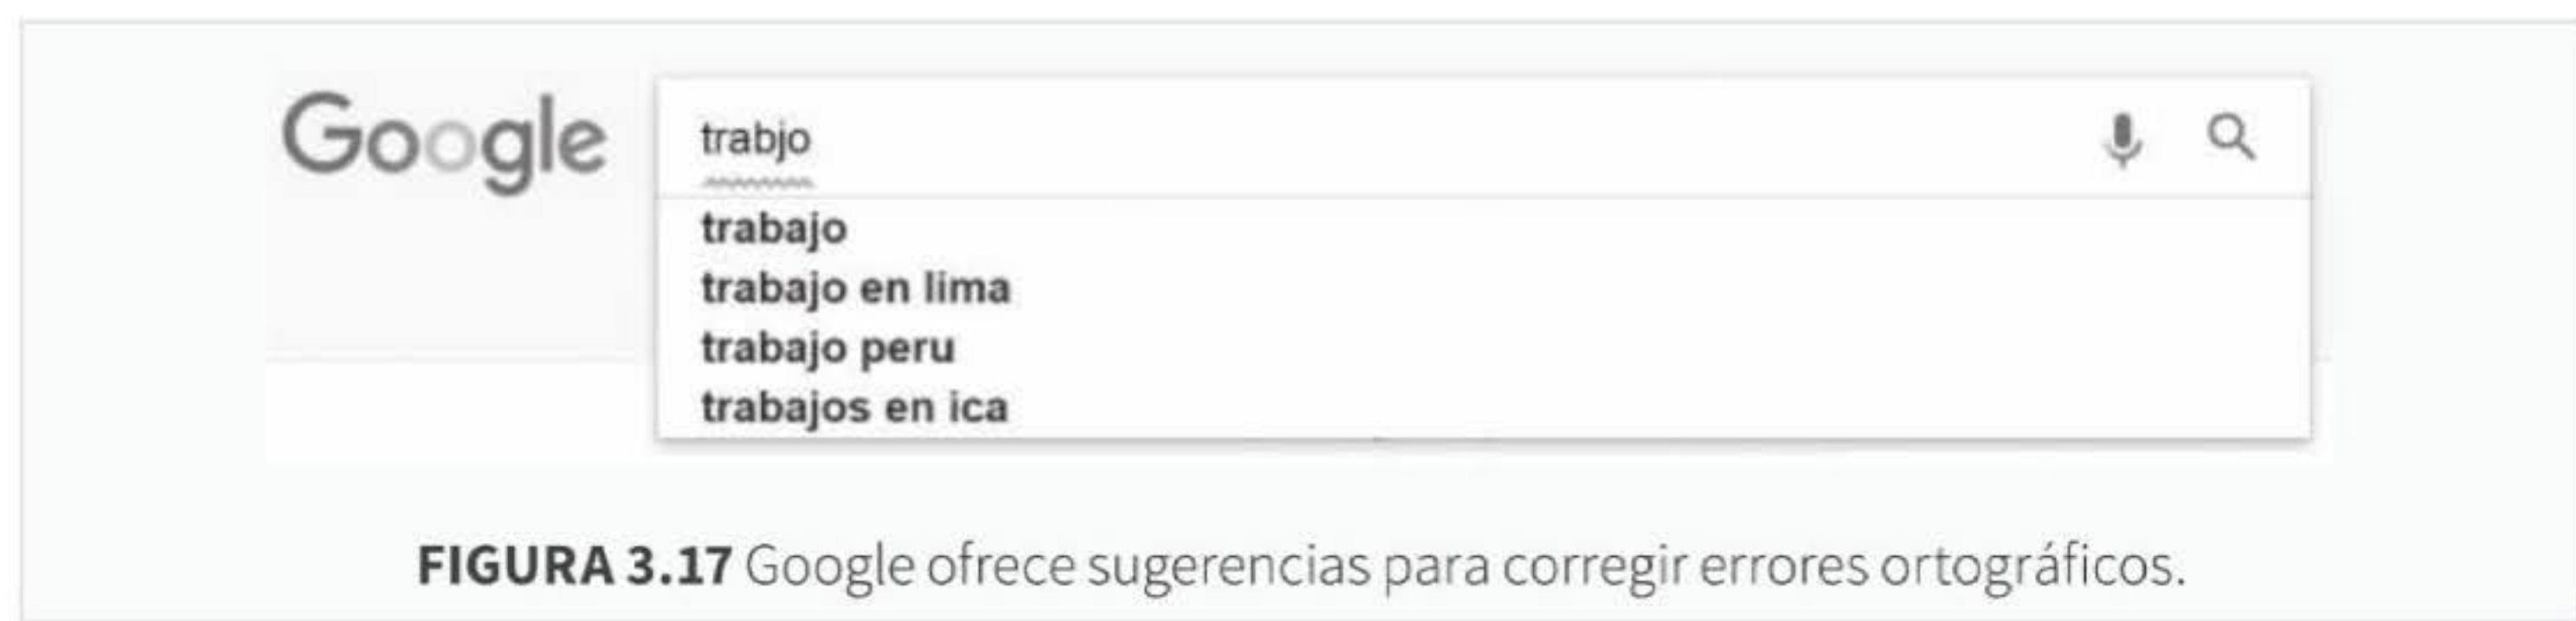 Google
trabjo
trabajo
trabajo en lima
trabajo peru
trabajos en ica
FIGURA 3.17 Google ofrece sugerencias para corregir errores ortográficos.